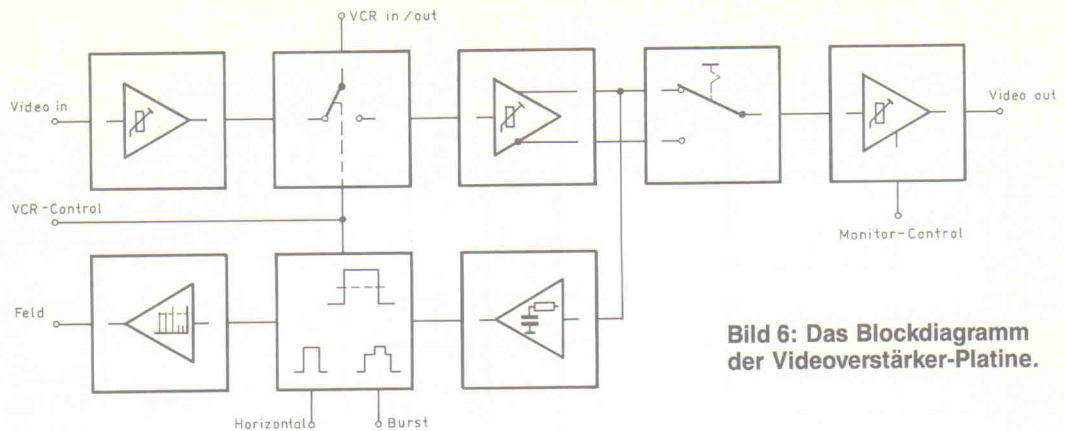 VCR in/out
Video in
Video out
VCR-Control
Monitor-Control
Feld
Horizontal
Burst
Bild 6: Das Blockdiagramm
der Videoverstärker-Platine.